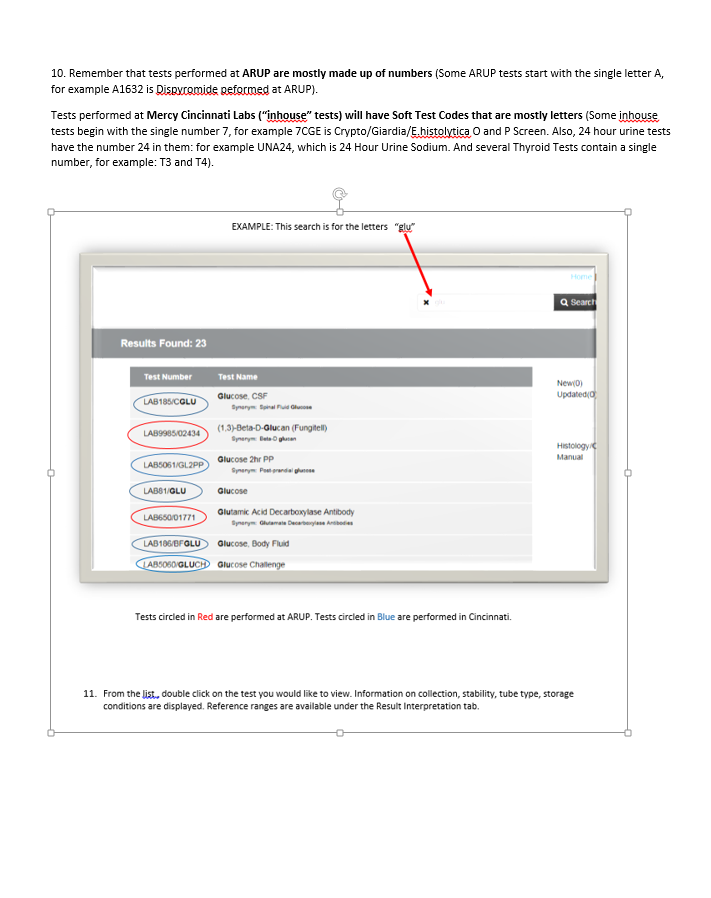 10. Remember that tests performed at ARUP are mostly made up of numbers (Some ARUP tests start with the single letter A,
for example A1632 is Dispyromide peformed at ARUP).
Tests performed at Mercy Cincinnati Labs (“inhouse” tests) will have Soft Test Codes that are mostly letters (Some inhouse
tests begin with the single number 7, for example 7CGE is Crypto/Giardia/E.histolytica O and P Screen. Also, 24 hour urine tests
have the number 24 in them: for example UNA24, which is 24 Hour Urine Sodium. And several Thyroid Tests contain a single
number, for example: T3 and T4).
EXAMPLE: This search is for the letters “glu”
Home |
✖ glu
Search
Results Found: 23
Test Number Test Name
New(0)
Updated(0
LAB185/CGLU Glucose, CSF
Synonym: Spinal Fluid Glucose
LAB9985/02434 (1,3)-Beta-D-Glucan (Fungitell)
Synonym: Beta-D glucan
Histology/C
Manual
LAB5061/GL2PP Glucose 2hr PP
Synonym: Post-prandial glucose
LAB81/GLU Glucose
LAB650/01771 Glutamic Acid Decarboxylase Antibody
Synonym: Glutamate Decarboxylase Antibodies
LAB186/BFGLU Glucose, Body Fluid
LAB5060/GLUCH Glucose Challenge
Tests circled in Red are performed at ARUP. Tests circled in Blue are performed in Cincinnati.
11. From the list., double click on the test you would like to view. Information on collection, stability, tube type, storage
conditions are displayed. Reference ranges are available under the Result Interpretation tab.